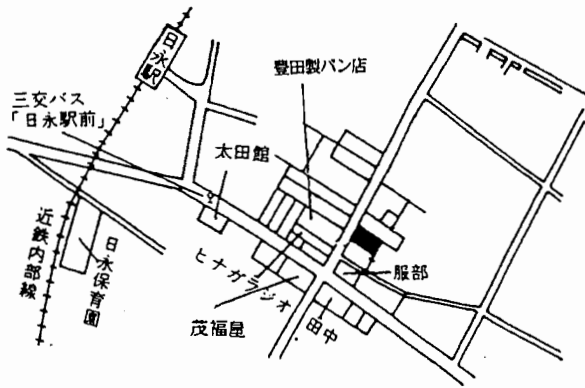 日永駅
豊田製パン店
三交バス
「日永駅前」
太田館
近鉄内部線
日永保育園
ヒナガラジオ
服部
茂福屋
田中